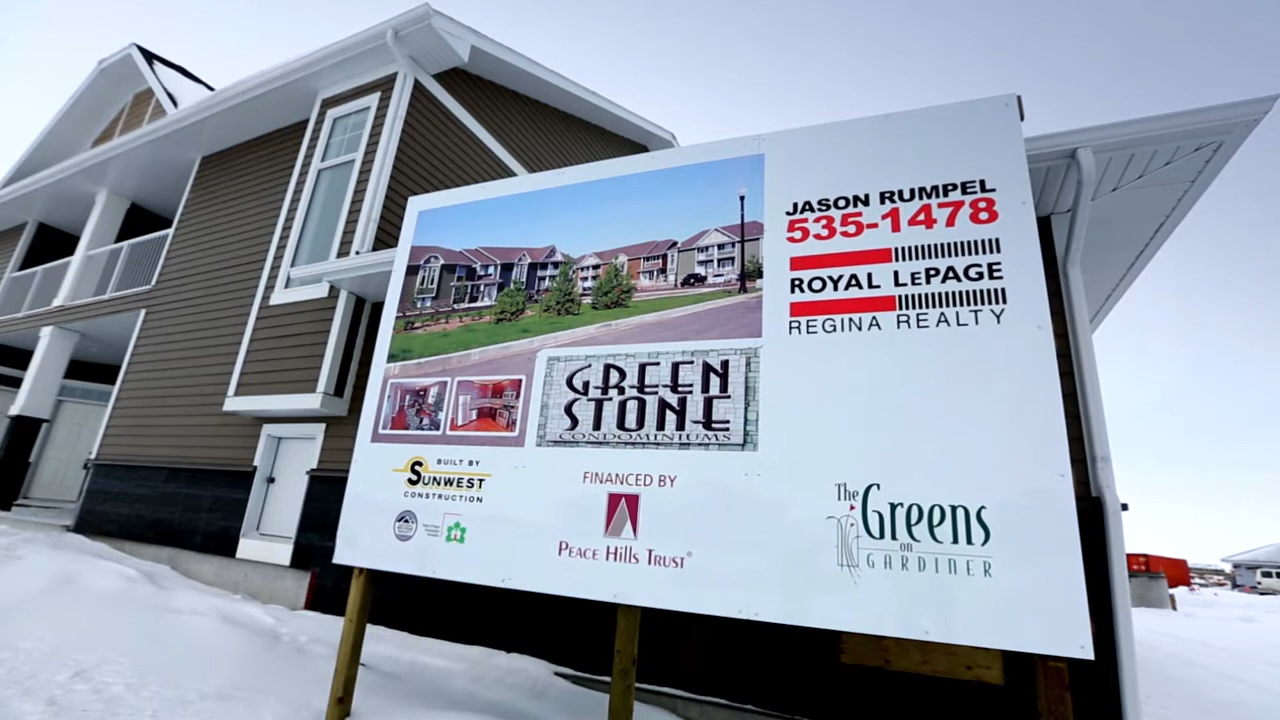 JASON RUMPEL
535-1478
ROYAL LEPAGE
REGINA REALTY
GREEN
STONE
CONDOMINIUMS
BUILT BY
SUNWEST
CONSTRUCTION
FINANCED BY
PEACE HILLS TRUST®
The
Greens
on
GARDINER